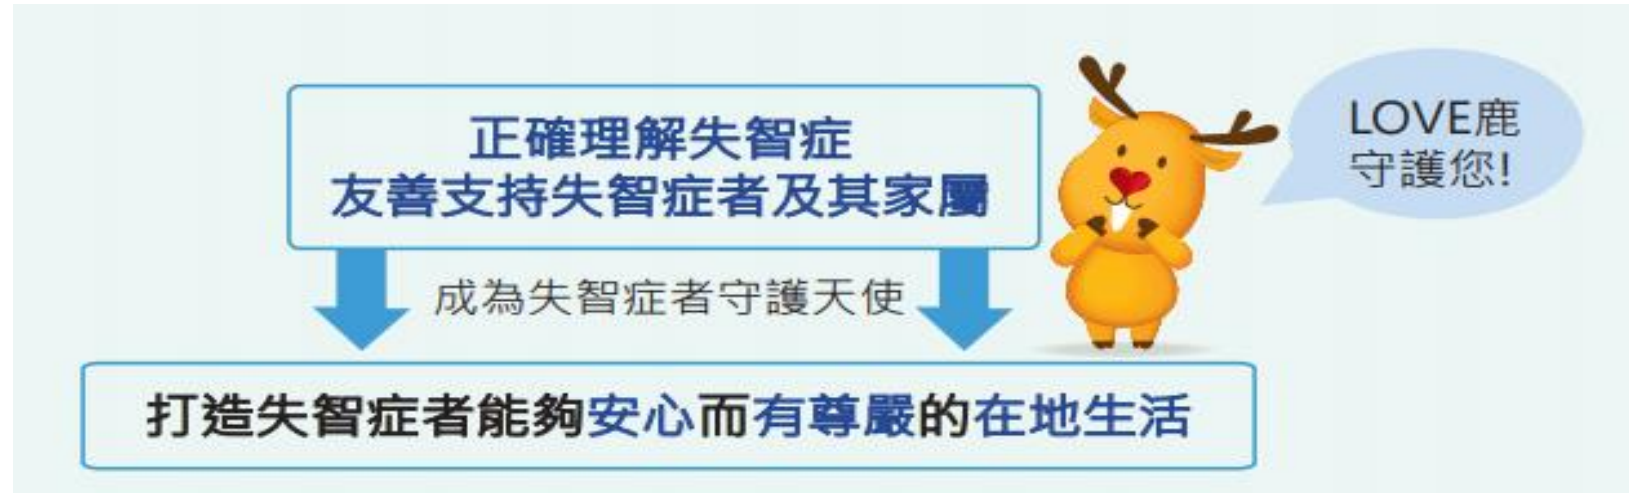 正確理解失智症
友善支持失智症者及其家屬
LOVE鹿
守護您!
成為失智症者守護天使
打造失智症者能夠安心而有尊嚴的在地生活